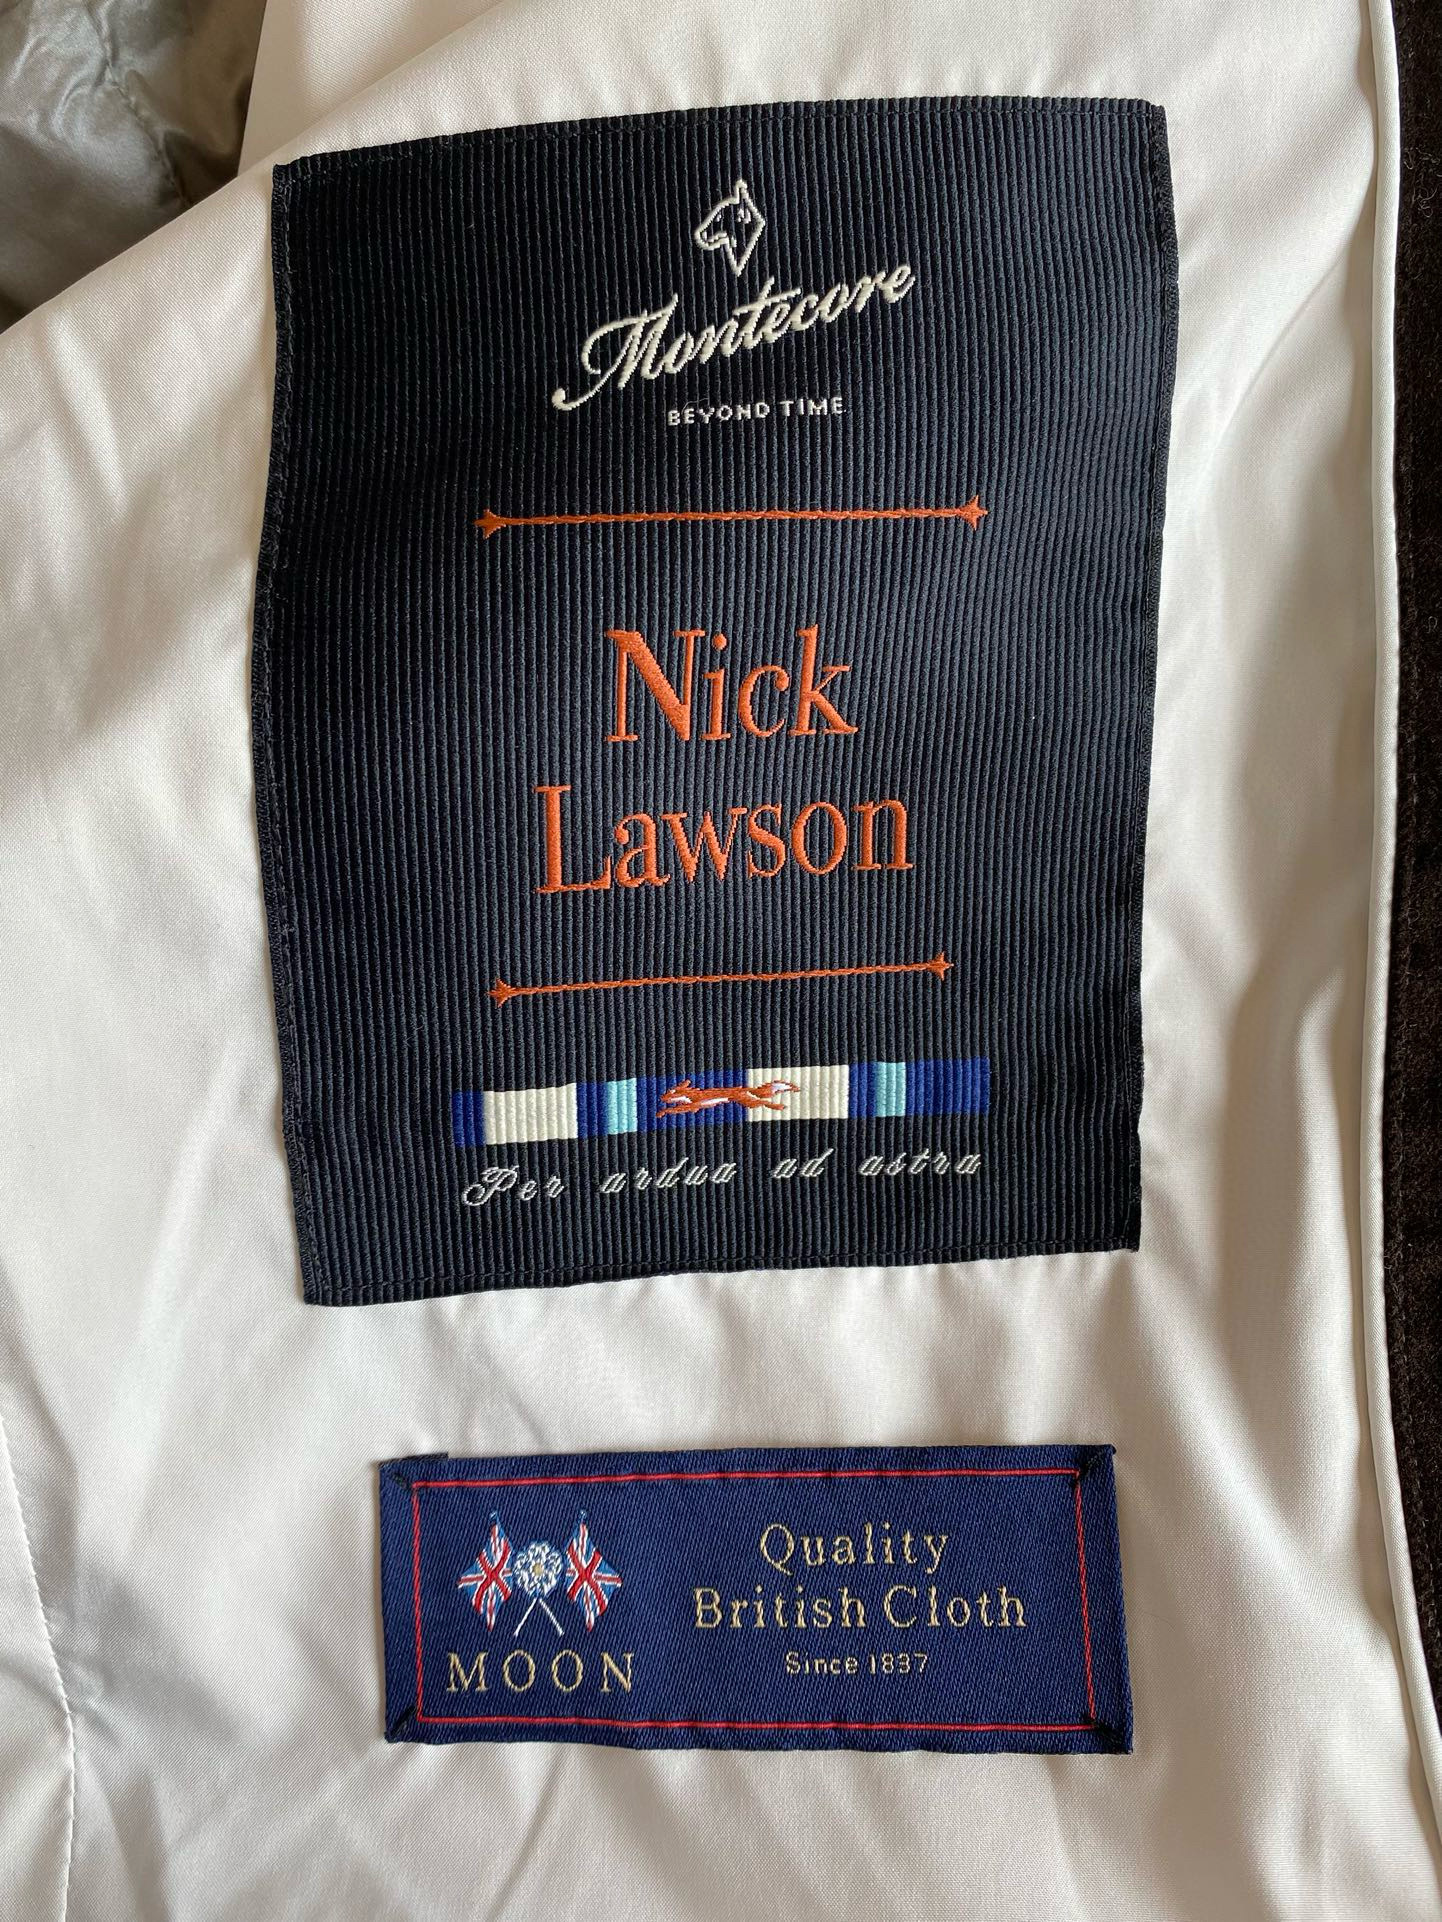 Montecore
BEYOND TIME
Nick
Lawson
Per ardua ad astra
Quality
British Cloth
Since 1837
MOON